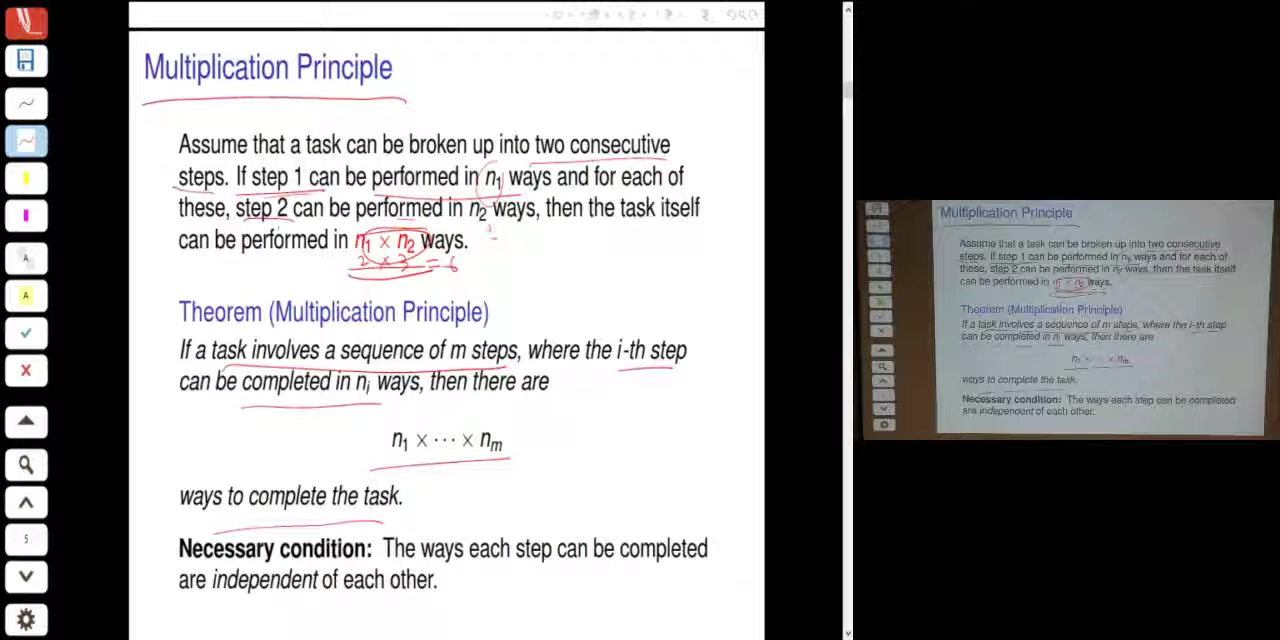 Multiplication Principle
Assume that a task can be broken up into two consecutive
steps. If step 1 can be performed in n₁ ways and for each of
these, step 2 can be performed in n₂ ways, then the task itself
can be performed in n₁ × n₂ ways.
2 × 3 = 6
Theorem (Multiplication Principle)
If a task involves a sequence of m steps, where the i-th step
can be completed in nᵢ ways, then there are
n₁ × ⋯ × nₘ
ways to complete the task.
Necessary condition: The ways each step can be completed
are independent of each other.
A
A
5
Multiplication Principle
Assume that a task can be broken up into two consecutive
steps. If step 1 can be performed in n₁ ways and for each of
these, step 2 can be performed in n₂ ways, then the task itself
can be performed in n₁ × n₂ ways.
Theorem (Multiplication Principle)
If a task involves a sequence of m steps, where the i-th step
can be completed in nᵢ ways, then there are
n₁ × ⋯ × nₘ
ways to complete the task.
Necessary condition: The ways each step can be completed
are independent of each other.